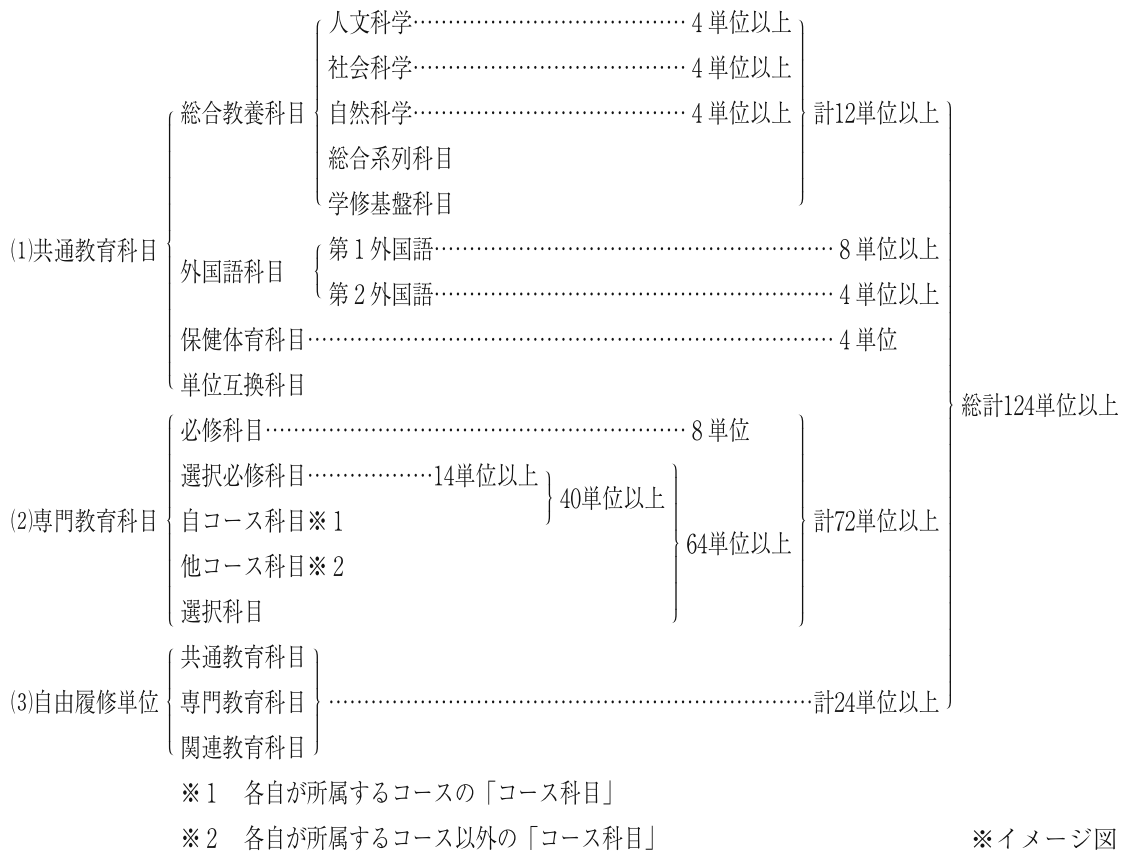 人文科学……………………………………4単位以上
社会科学……………………………………4単位以上
総合教養科目 自然科学……………………………………4単位以上 計12単位以上
総合系列科目
学修基盤科目
(1)共通教育科目
外国語科目
第1外国語……………………………………………………8単位以上
第2外国語……………………………………………………4単位以上
保健体育科目………………………………………………………………………4単位
単位互換科目
総計124単位以上
必修科目………………………………………………………8単位
選択必修科目………………14単位以上
40単位以上
(2)専門教育科目 自コース科目※1 計72単位以上
64単位以上
他コース科目※2
選択科目
共通教育科目
(3)自由履修単位 専門教育科目 ………………………………………………………………計24単位以上
関連教育科目
※1 各自が所属するコースの「コース科目」
※2 各自が所属するコース以外の「コース科目」 ※イメージ図